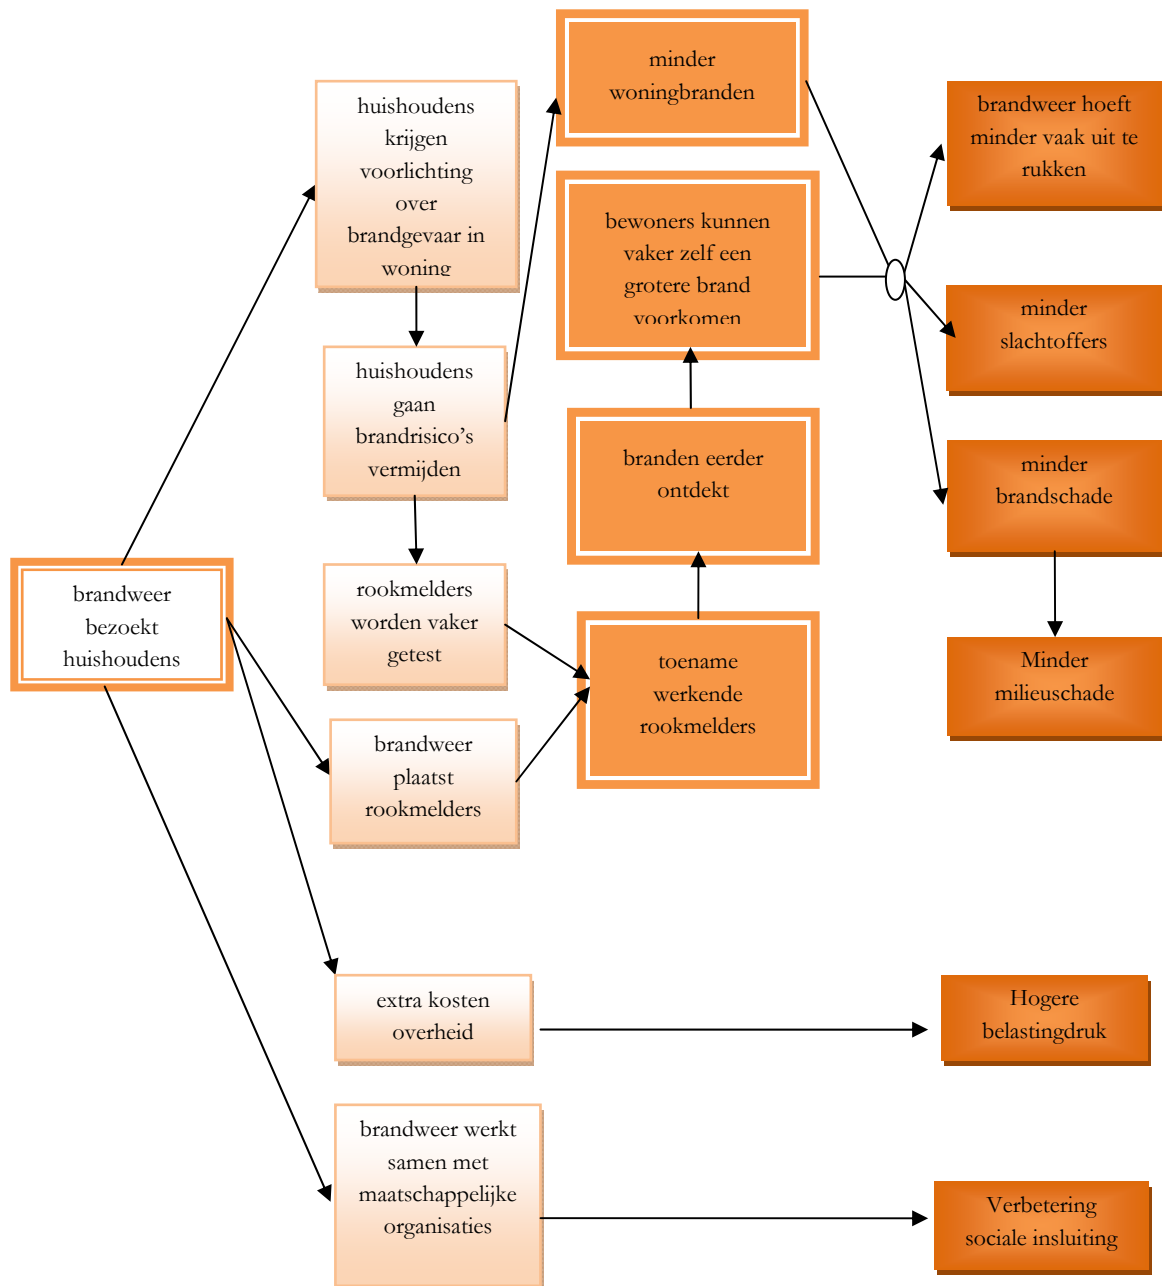 minder
woningbranden
huishoudens
krijgen
voorlichting
over
brandgevaar in
woning
brandweer hoeft
minder vaak uit te
rukken
bewoners kunnen
vaker zelf een
grotere brand
voorkomen
minder
slachtoffers
huishoudens
gaan
brandrisico’s
vermijden
branden eerder
ontdekt
minder
brandschade
brandweer
bezoekt
huishoudens
rookmelders
worden vaker
getest
toename
werkende
rookmelders
Minder
milieuschade
brandweer
plaatst
rookmelders
extra kosten
overheid
Hogere
belastingdruk
brandweer werkt
samen met
maatschappelijke
organisaties
Verbetering
sociale insluiting